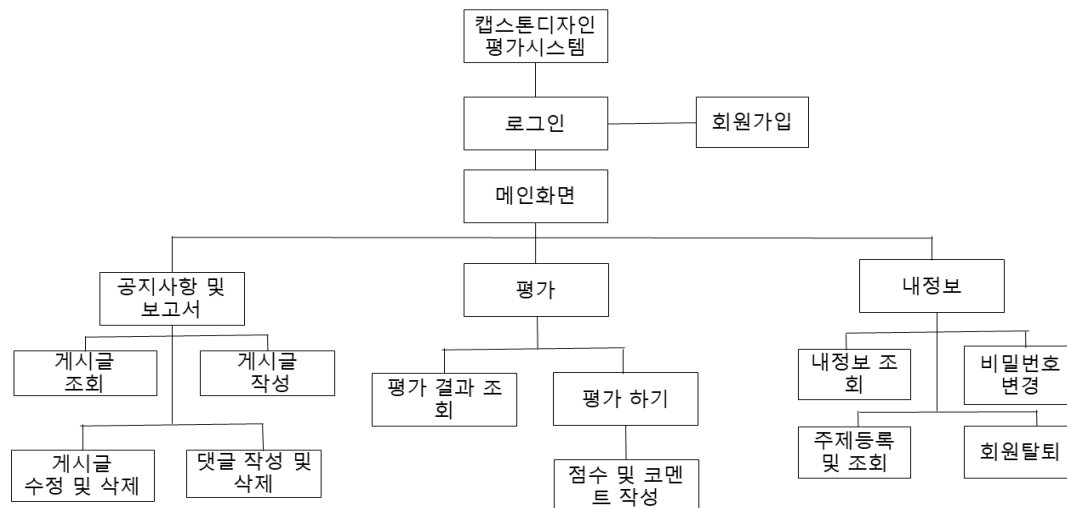 캡스톤디자인
평가시스템
로그인
회원가입
메인화면
공지사항 및
보고서
평가
내정보
게시글
조회
게시글
작성
평가 결과 조
회
평가 하기
내정보 조
회
비밀번호
변경
게시글
수정 및 삭제
댓글 작성 및
삭제
점수 및 코멘
트 작성
주제등록
및 조회
회원탈퇴